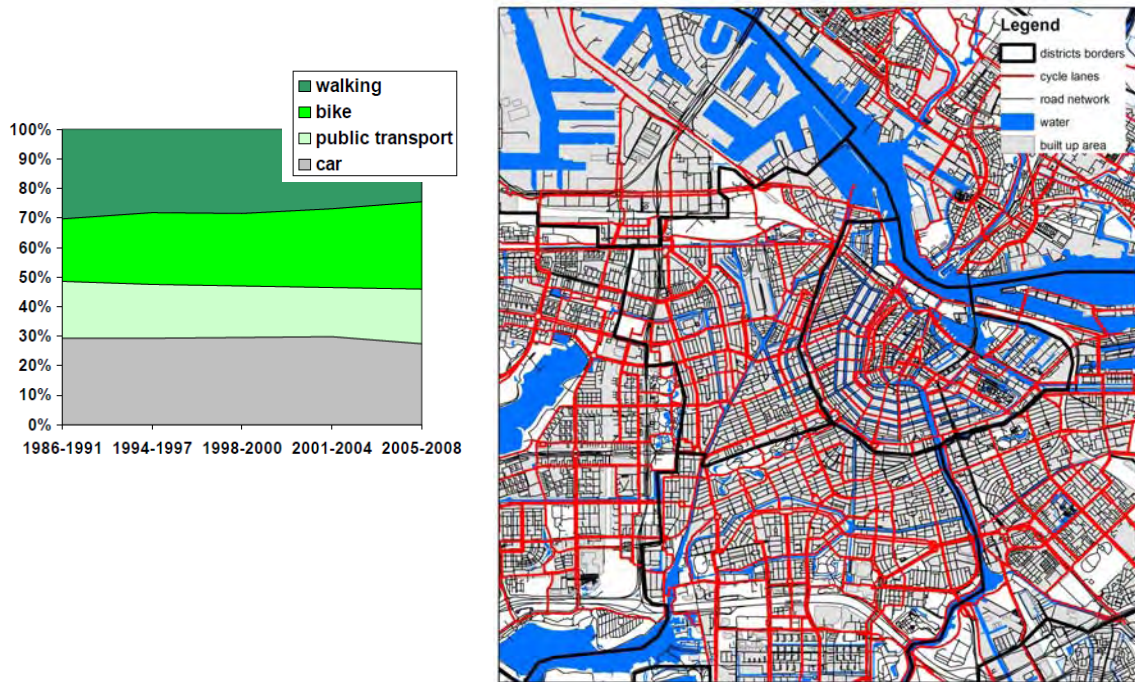 walking
bike
public transport
car
100%
90%
80%
70%
60%
50%
40%
30%
20%
10%
0%
1986-1991 1994-1997 1998-2000 2001-2004 2005-2008
Legend
districts borders
cycle lanes
road network
water
built up area